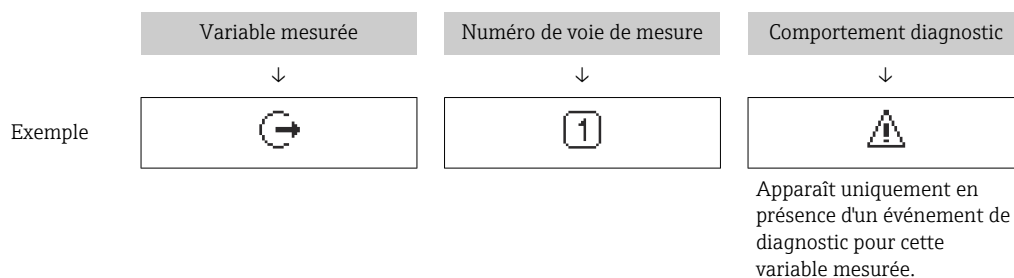 Variable mesurée
Numéro de voie de mesure
Comportement diagnostic
↓ ↓ ↓
Exemple
1
Apparaît uniquement en
présence d'un événement de
diagnostic pour cette
variable mesurée.